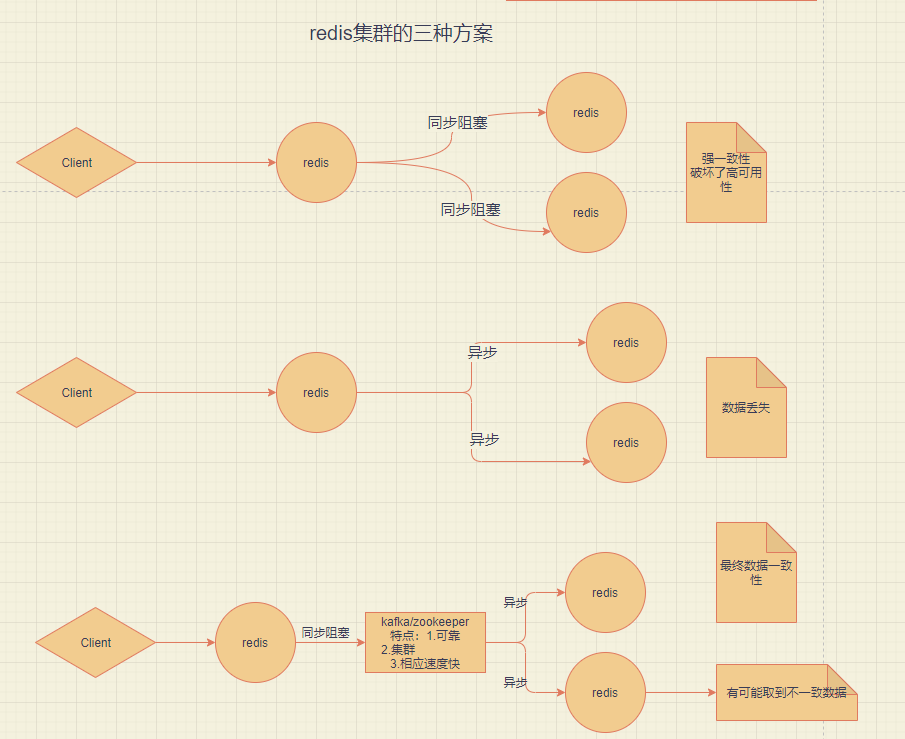 redis集群的三种方案
Client
redis
同步阻塞
同步阻塞
redis
redis
强一致性
破坏了高可用
性
Client
redis
异步
异步
redis
redis
数据丢失
Client
redis
同步阻塞
kafka/zookeeper
特点：1.可靠
2.集群
3.相应速度快
异步
异步
redis
redis
最终数据一致
性
有可能取到不一致数据